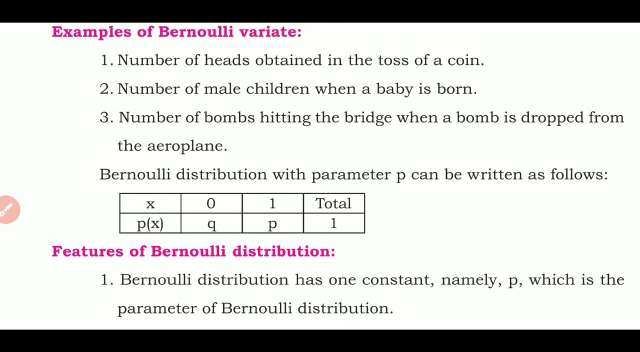 Examples of Bernoulli variate:
1. Number of heads obtained in the toss of a coin.
2. Number of male children when a baby is born.
3. Number of bombs hitting the bridge when a bomb is dropped from
the aeroplane.
Bernoulli distribution with parameter p can be written as follows:
x 0 1 Total
p(x) q p 1
Features of Bernoulli distribution:
1. Bernoulli distribution has one constant, namely, p, which is the
parameter of Bernoulli distribution.